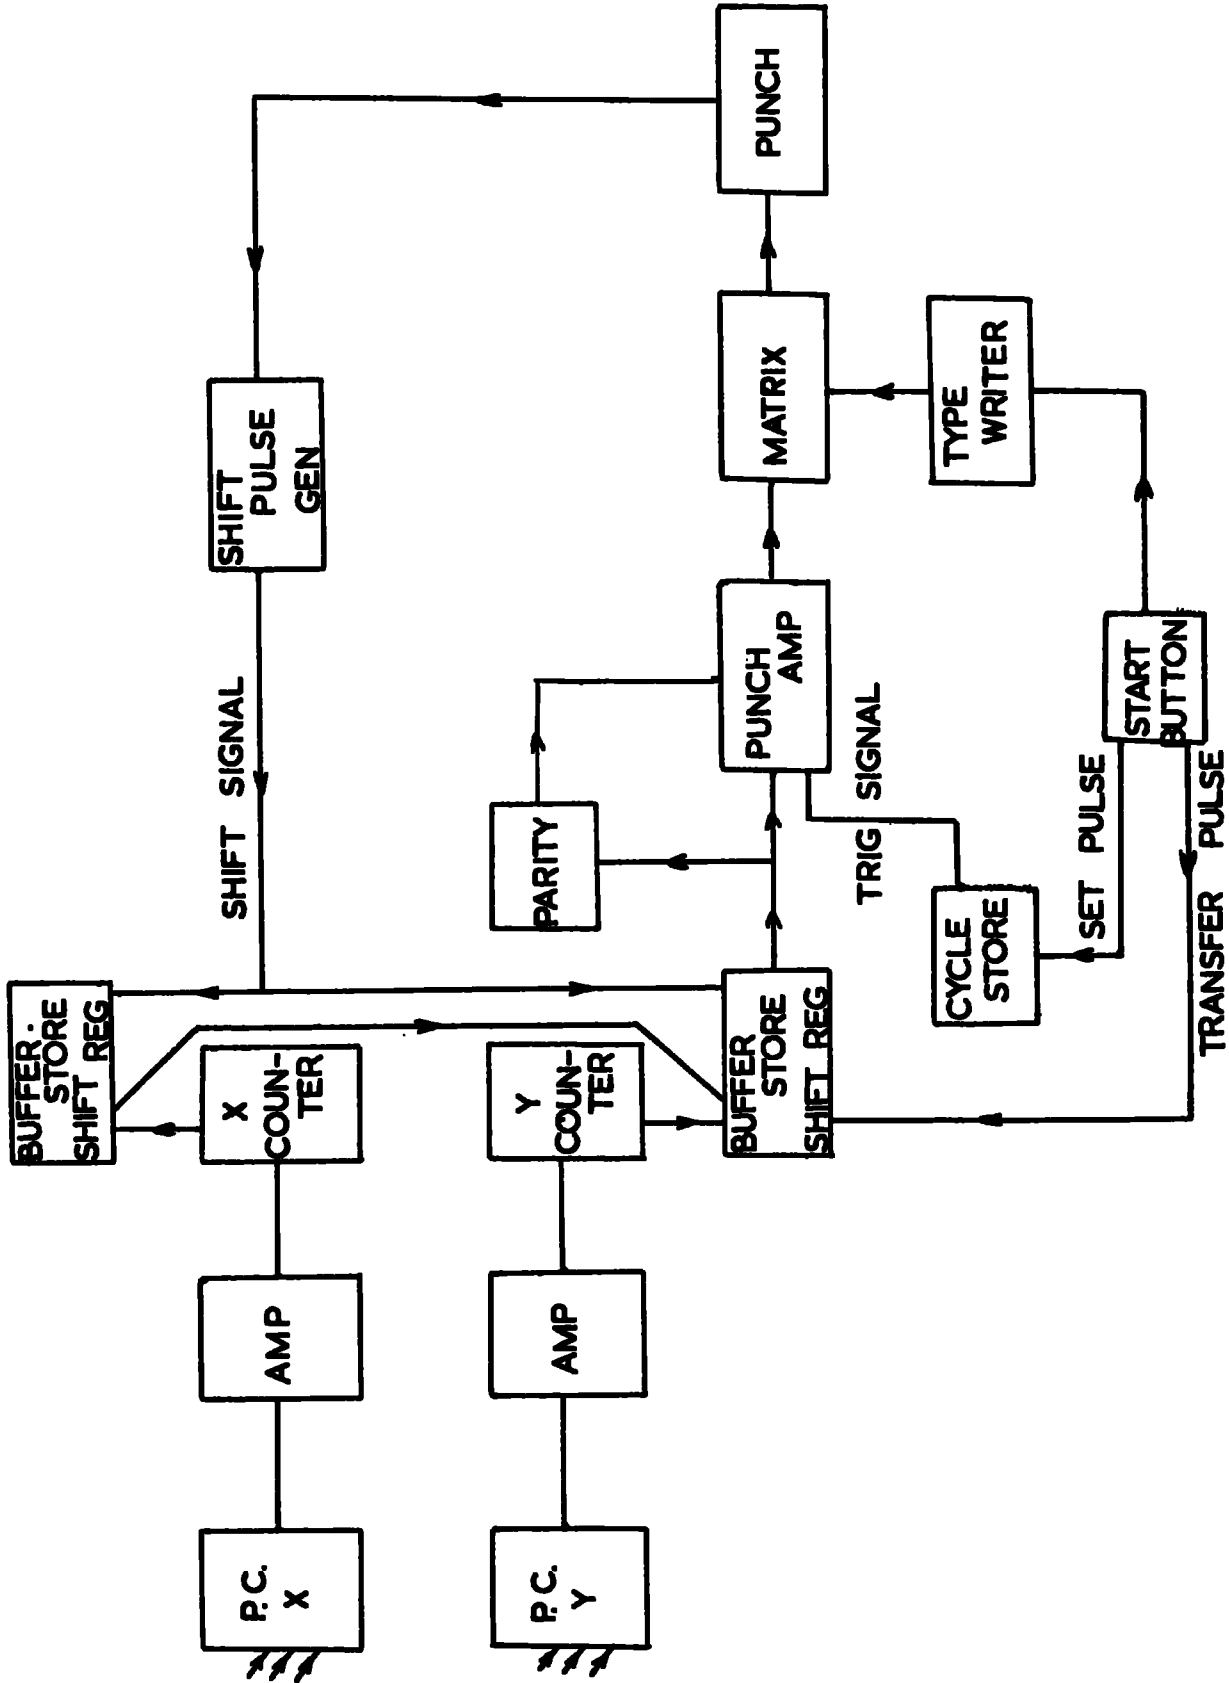 BUFFER-
STORE
SHIFT REG
SHIFT SIGNAL
SHIFT
PULSE
GEN
P.C.
X
AMP
X
COUN-
TER
P.C.
Y
AMP
Y
COUN-
TER
PARITY
BUFFER
STORE
SHIFT REG
PUNCH
AMP
MATRIX
PUNCH
TRIG SIGNAL
CYCLE
STORE
TYPE
WRITER
SET PULSE
START
BUTTON
TRANSFER PULSE